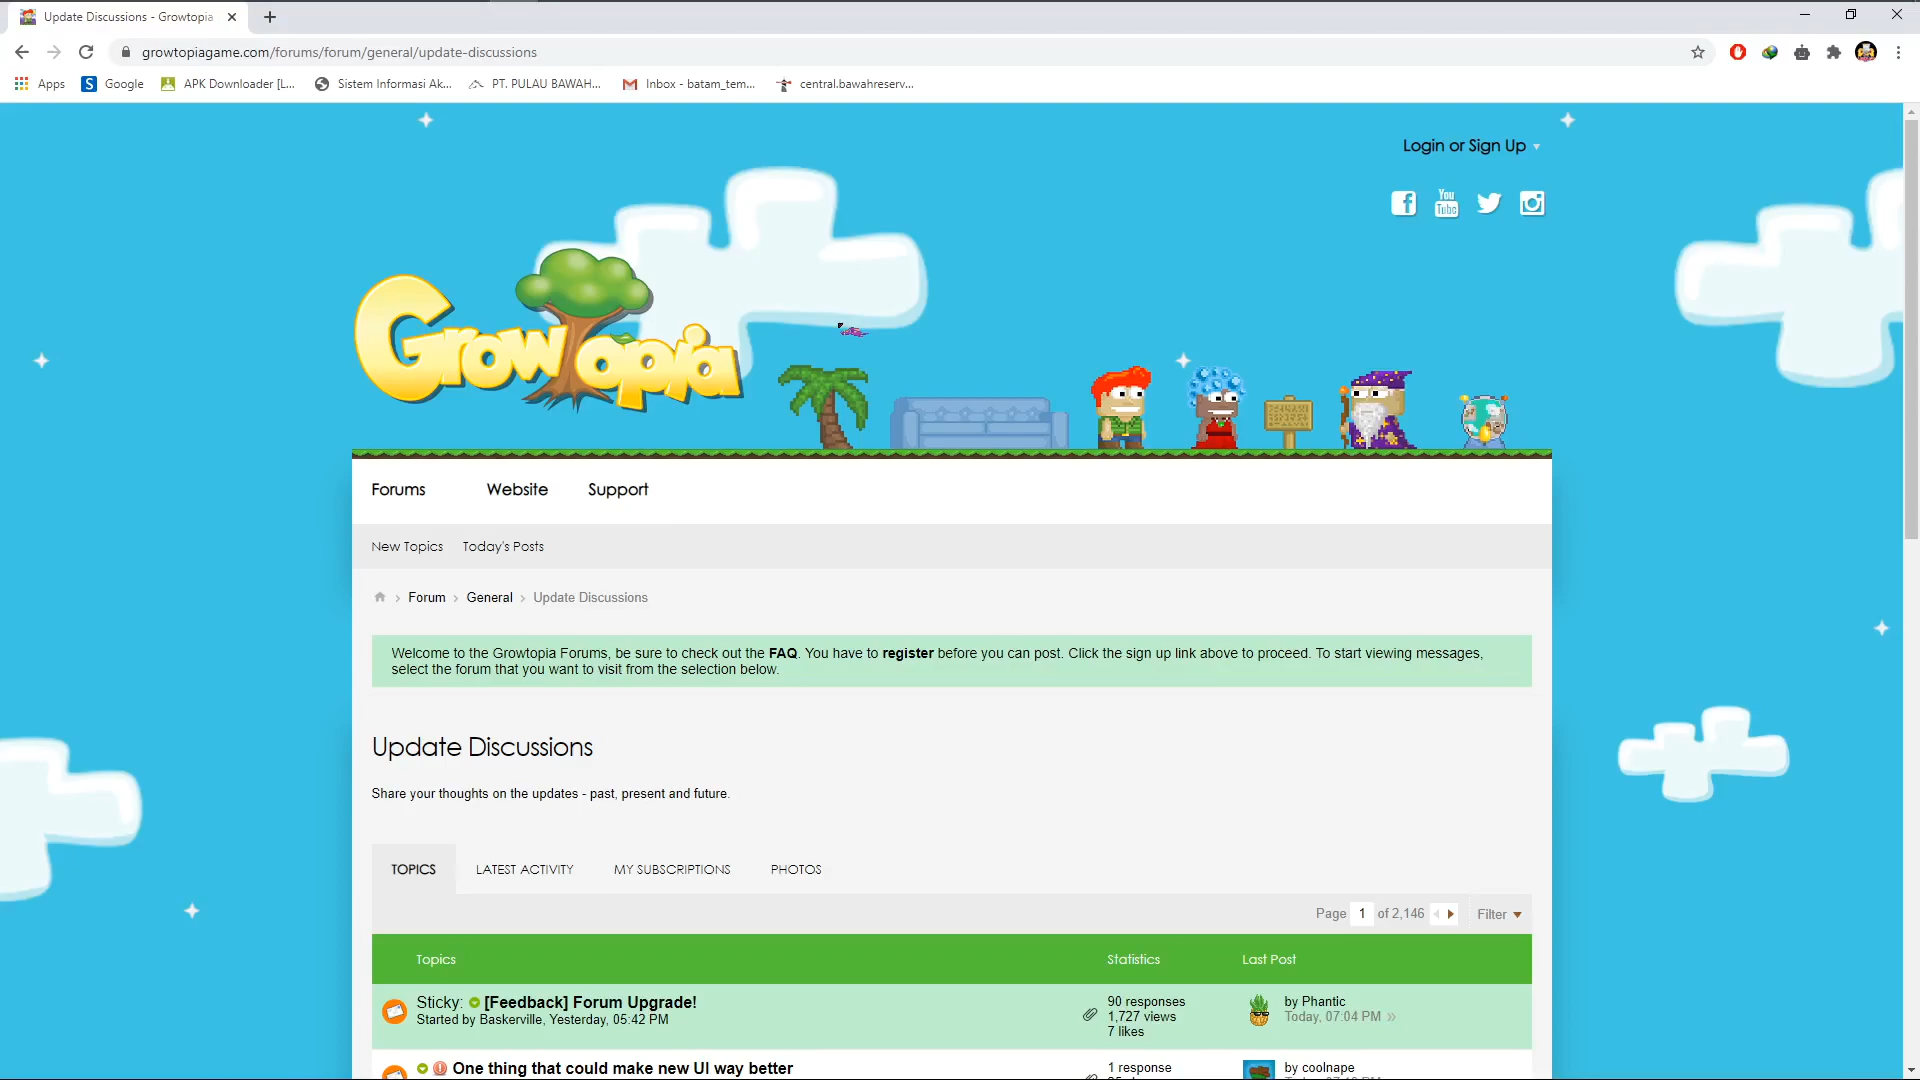 Update Discussions - Growtopia
growtopiagame.com/forums/forum/general/update-discussions
Apps
Google
APK Downloader [L...
Sistem Informasi Ak...
PT. PULAU BAWAH...
Inbox - batam_tem...
central.bawahreserv...
Login or Sign Up
You
Tube
Growtopia
Forums
Website
Support
New Topics
Today's Posts
Forum
General
Update Discussions
Welcome to the Growtopia Forums, be sure to check out the FAQ. You have to register before you can post. Click the sign up link above to proceed. To start viewing messages,
select the forum that you want to visit from the selection below.
Update Discussions
Share your thoughts on the updates - past, present and future.
TOPICS
LATEST ACTIVITY
MY SUBSCRIPTIONS
PHOTOS
Page 1 of 2,146
Filter
Topics
Statistics
Last Post
Sticky: [Feedback] Forum Upgrade!
Started by Baskerville, Yesterday, 05:42 PM
90 responses
1,727 views
7 likes
by Phantic
Today, 07:04 PM
One thing that could make new UI way better
1 response
by coolnape